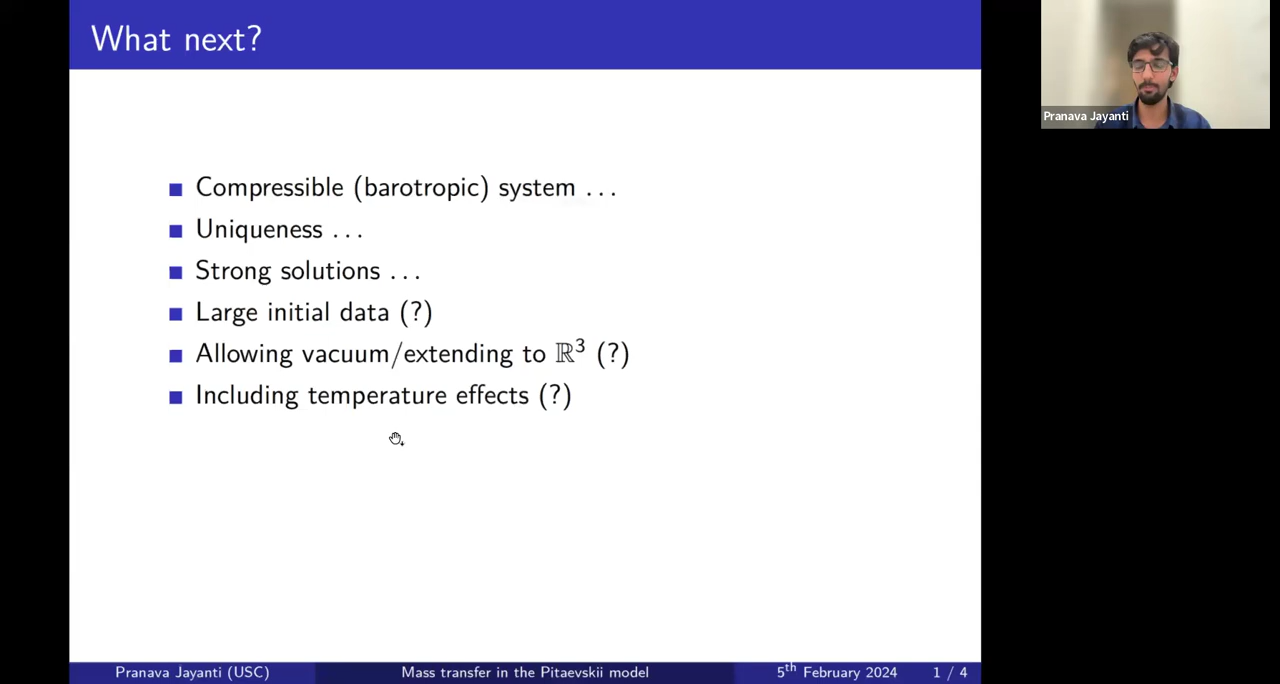 What next?
Pranava Jayanti
Compressible (barotropic) system . . .
Uniqueness . . .
Strong solutions . . .
Large initial data (?)
Allowing vacuum/extending to ℝ³ (?)
Including temperature effects (?)
Pranava Jayanti (USC) Mass transfer in the Pitaevskii model 5th February 2024 1 / 4